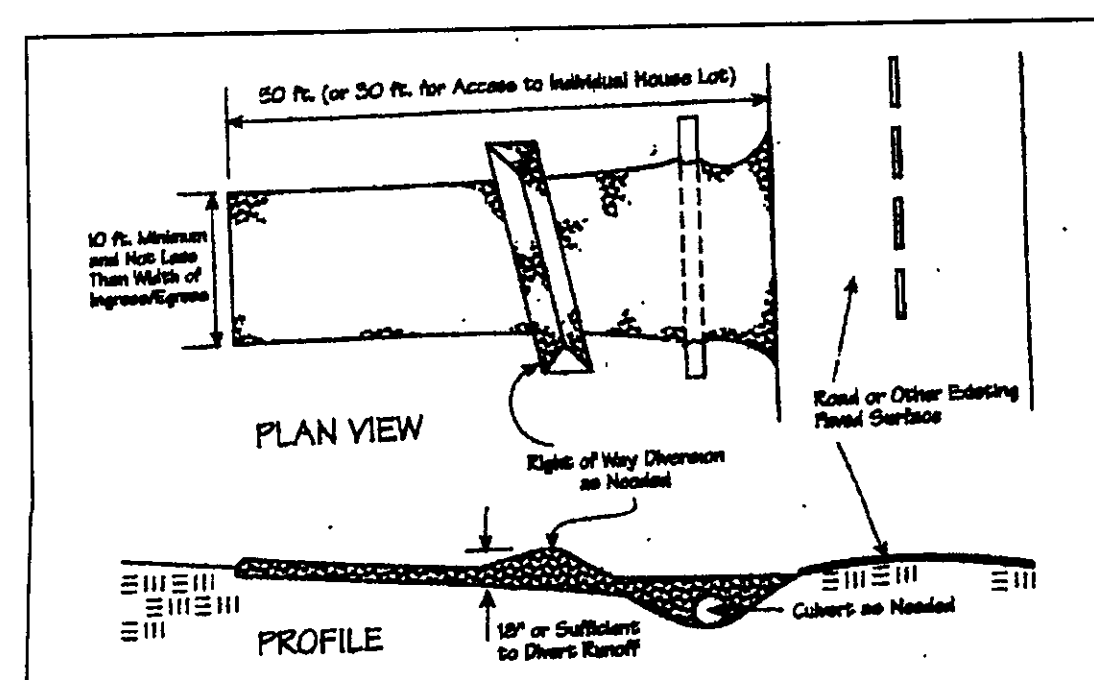 50 ft. (or 30 ft. for Access to Individual House Lot)
10 ft. Minimum
and Not Less
Than Width of
Ingress/Egress
PLAN VIEW
Road or Other Existing
Paved Surface
Right of Way Diversion
as Needed
PROFILE
18" or Sufficient
to Divert Runoff
Culvert as Needed